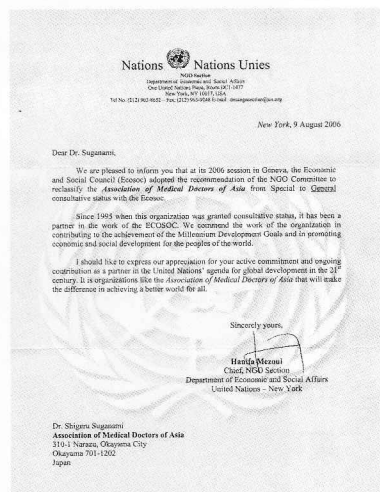 Nations Nations Unies
NGO Section
Department of Economic and Social Affairs
One United Nations Plaza, Room DC1-1477
New York, NY 10017, USA
New York, 9 August 2006
Dear Dr. Suganami,
We are pleased to inform you that at its 2006 session in Geneva, the Economic
and Social Council (Ecosoc) adopted the recommendation of the NGO Committee to
reclassify the Association of Medical Doctors of Asia from Special to General
consultative status with the Ecosoc.
Since 1995 when this organization was granted consultative status, it has been a
partner in the work of the ECOSOC. We commend the work of the organization in
contributing to the achievement of the Millennium Development Goals and in promoting
economic and social development for the peoples of the world.
I should like to express our appreciation for your active commitment and ongoing
contribution as a partner in the United Nations' agenda for global development in the 21st
century. It is organizations like the Association of Medical Doctors of Asia that will make
the difference in achieving a better world for all.
Sincerely yours,
Hanifa Mezoui
Chief, NGO Section
Department of Economic and Social Affairs
United Nations – New York
Dr. Shigeru Suganami
Association of Medical Doctors of Asia
310-1 Narazu, Okayama City
Okayama 701-1202
Japan